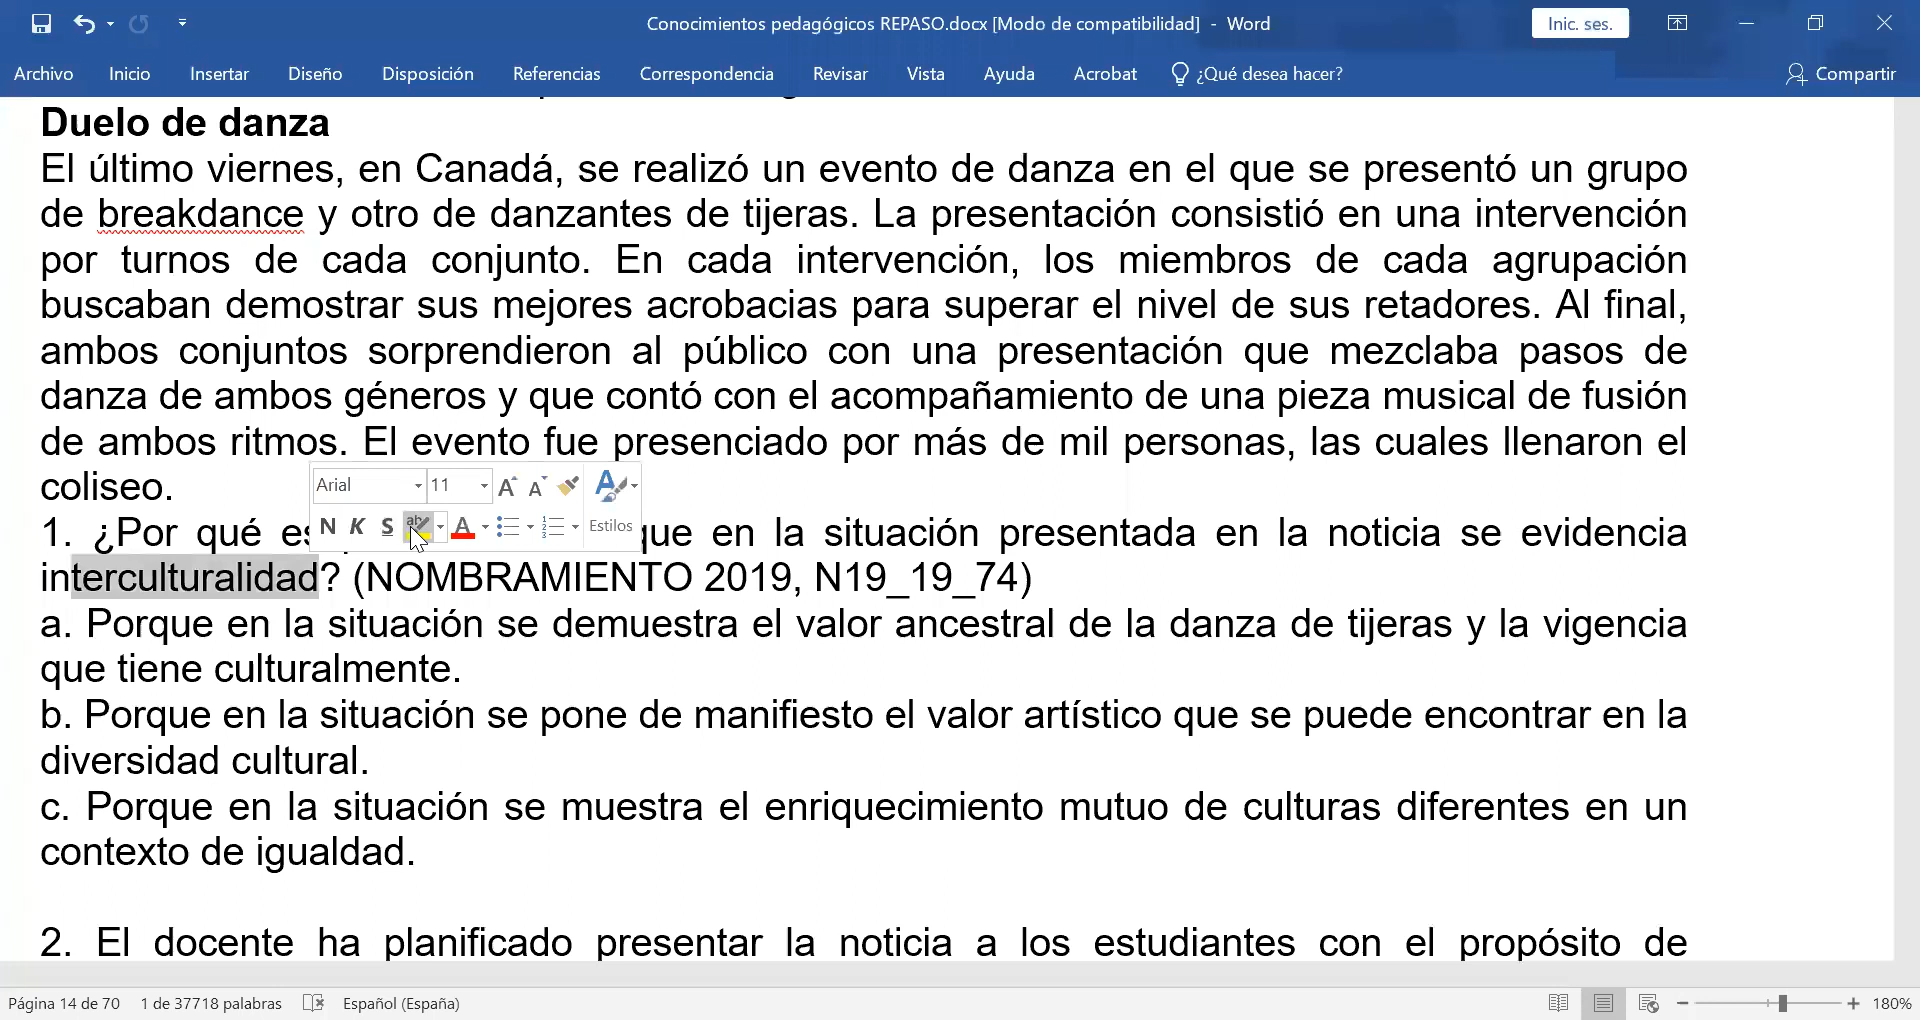 Conocimientos pedagógicos REPASO.docx [Modo de compatibilidad] - Word
Inic. ses.
Archivo Inicio Insertar Diseño Disposición Referencias Correspondencia Revisar Vista Ayuda Acrobat ¿Qué desea hacer? Compartir
Duelo de danza
El último viernes, en Canadá, se realizó un evento de danza en el que se presentó un grupo
de breakdance y otro de danzantes de tijeras. La presentación consistió en una intervención
por turnos de cada conjunto. En cada intervención, los miembros de cada agrupación
buscaban demostrar sus mejores acrobacias para superar el nivel de sus retadores. Al final,
ambos conjuntos sorprendieron al público con una presentación que mezclaba pasos de
danza de ambos géneros y que contó con el acompañamiento de una pieza musical de fusión
de ambos ritmos. El evento fue presenciado por más de mil personas, las cuales llenaron el
coliseo.
Arial 11
N K S Estilos
1. ¿Por qué es que en la situación presentada en la noticia se evidencia
interculturalidad? (NOMBRAMIENTO 2019, N19_19_74)
a. Porque en la situación se demuestra el valor ancestral de la danza de tijeras y la vigencia
que tiene culturalmente.
b. Porque en la situación se pone de manifiesto el valor artístico que se puede encontrar en la
diversidad cultural.
c. Porque en la situación se muestra el enriquecimiento mutuo de culturas diferentes en un
contexto de igualdad.
2. El docente ha planificado presentar la noticia a los estudiantes con el propósito de
Página 14 de 70 1 de 37718 palabras Español (España) 180%